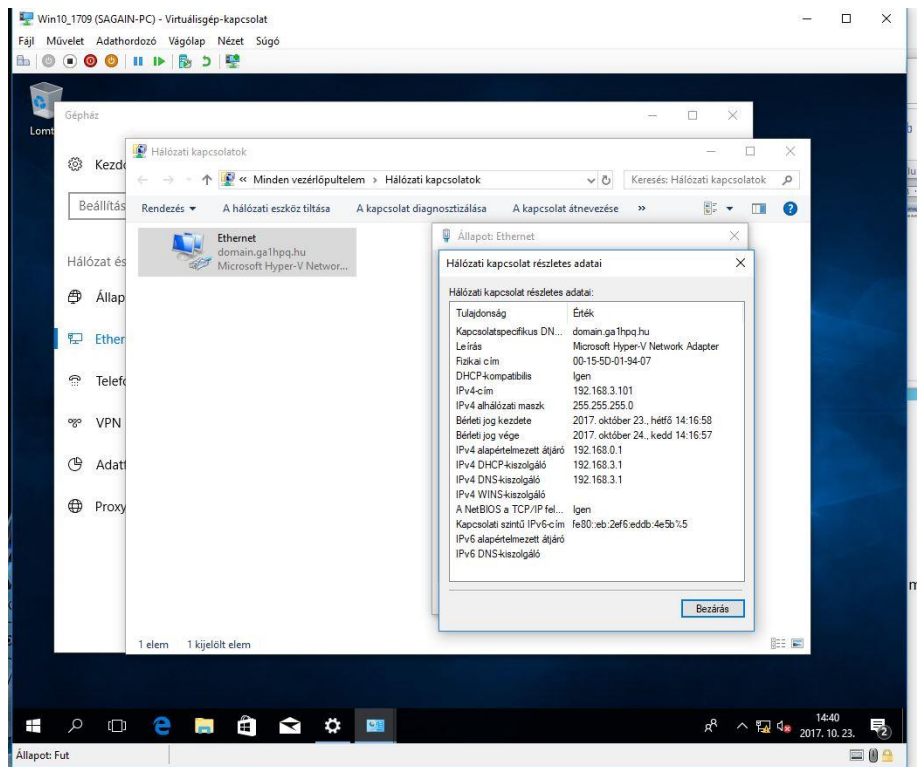 Win10_1709 (SAGAIN-PC) - Virtuálisgép-kapcsolat
Fájl Művelet Adathordozó Vágólap Nézet Súgó
Gépház
Hálózati kapcsolatok
« Minden vezérlőpultelem › Hálózati kapcsolatok
Keresés: Hálózati kapcsolatok
Rendezés A hálózati eszköz tiltása A kapcsolat diagnosztizálása A kapcsolat átnevezése »
Lomt
Kezdő
Beállítás
Hálózat és
Állap
Ether
Telefo
VPN
Adatf
Proxy
Ethernet
domain.ga1hpq.hu
Microsoft Hyper-V Networ...
Állapot: Ethernet
Hálózati kapcsolat részletes adatai
Hálózati kapcsolat részletes adatai:
Tulajdonság Érték
Kapcsolatspecifikus DN... domain.ga1hpq.hu
Leírás Microsoft Hyper-V Network Adapter
Fizikai cím 00-15-5D-01-94-07
DHCP-kompatibilis Igen
IPv4-cím 192.168.3.101
IPv4 alhálózati maszk 255.255.255.0
Bérleti jog kezdete 2017. október 23., hétfő 14:16:58
Bérleti jog vége 2017. október 24., kedd 14:16:57
IPv4 alapértelmezett átjáró 192.168.0.1
IPv4 DHCP-kiszolgáló 192.168.3.1
IPv4 DNS-kiszolgáló 192.168.3.1
IPv4 WINS-kiszolgáló
A NetBIOS a TCP/IP fel... Igen
Kapcsolati szintű IPv6-cím fe80::eb:2ef6:eddb:4e5b%5
IPv6 alapértelmezett átjáró
IPv6 DNS-kiszolgáló
Bezárás
1 elem 1 kijelölt elem
14:40
2017. 10. 23.
2
Állapot: Fut